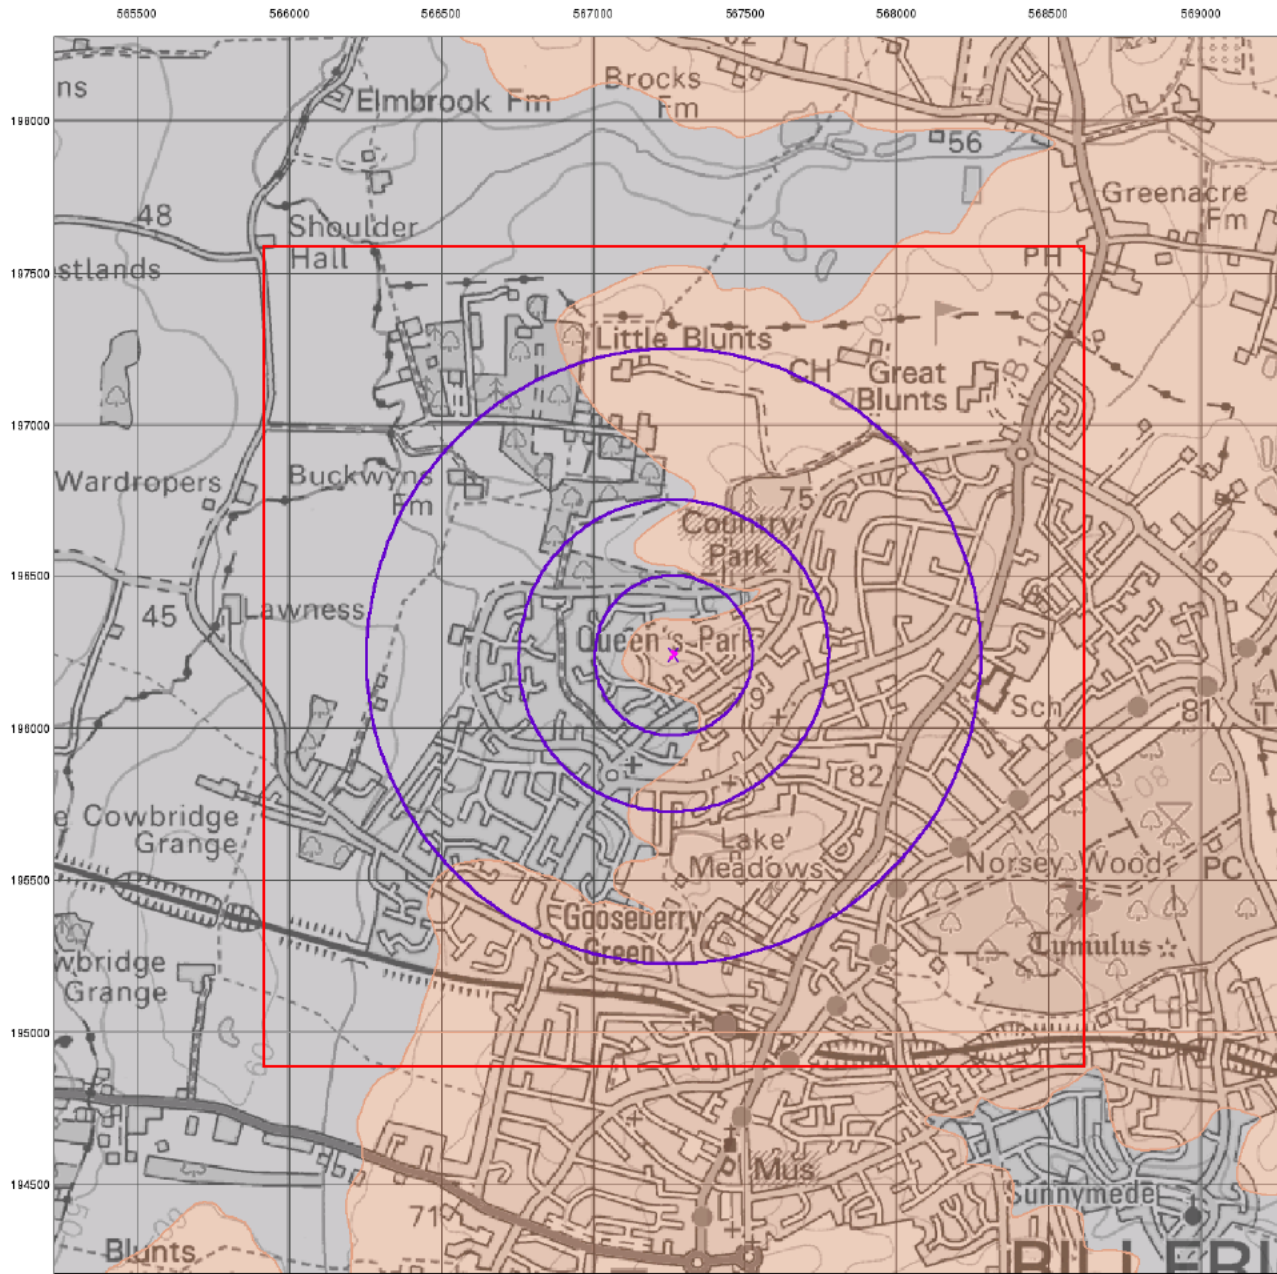 565500 566000 566500 567000 567500 568000 568500 569000
Brocks
Fm
ns
Elmbrook Fm
198000
56
Greenacre
Fm
48
Shoulder
Hall
PH
stlands
197500
B 1007
Little Blunts
CH
Great
Blunts
197000
Buckwyns
Fm
Wardropers
75
Country
Park
196500
45
Lawness
Queen's Park
Sch
81
196000
82
Cowbridge
Grange
Lake
Meadows
Norsey Wood
PC
195500
Gooseberry
Green
Tumulus
wbridge
Grange
195000
Mus
194500
Sunnymede
71
Blunts
BILLERI